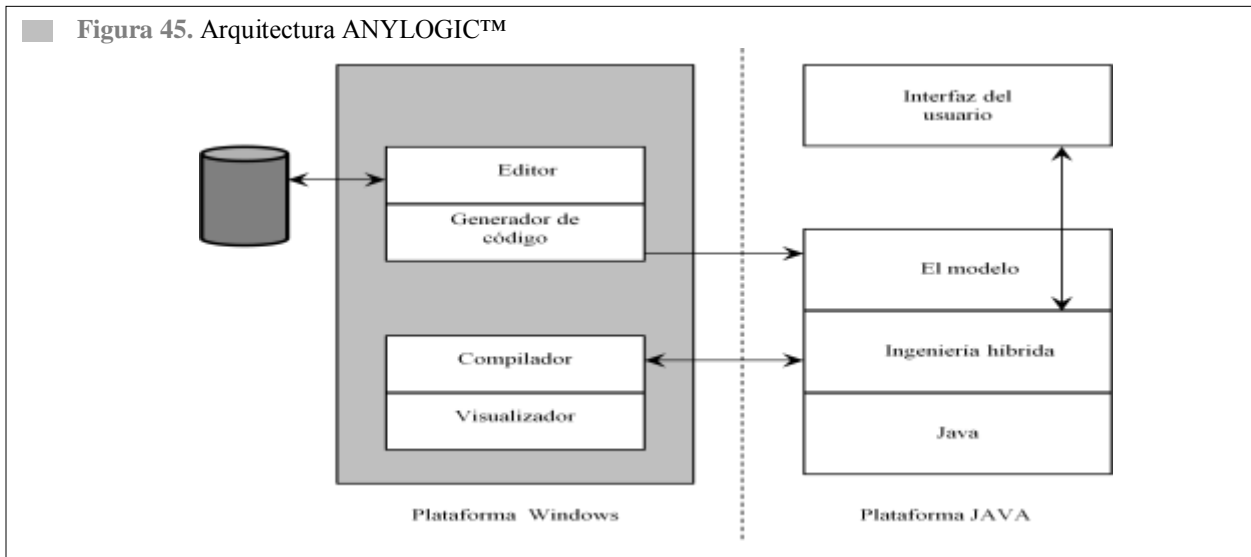 Figura 45. Arquitectura ANYLOGIC™
Editor
Generador de
código
Compilador
Visualizador
Plataforma Windows
Interfaz del
usuario
El modelo
Ingeniería híbrida
Java
Plataforma JAVA